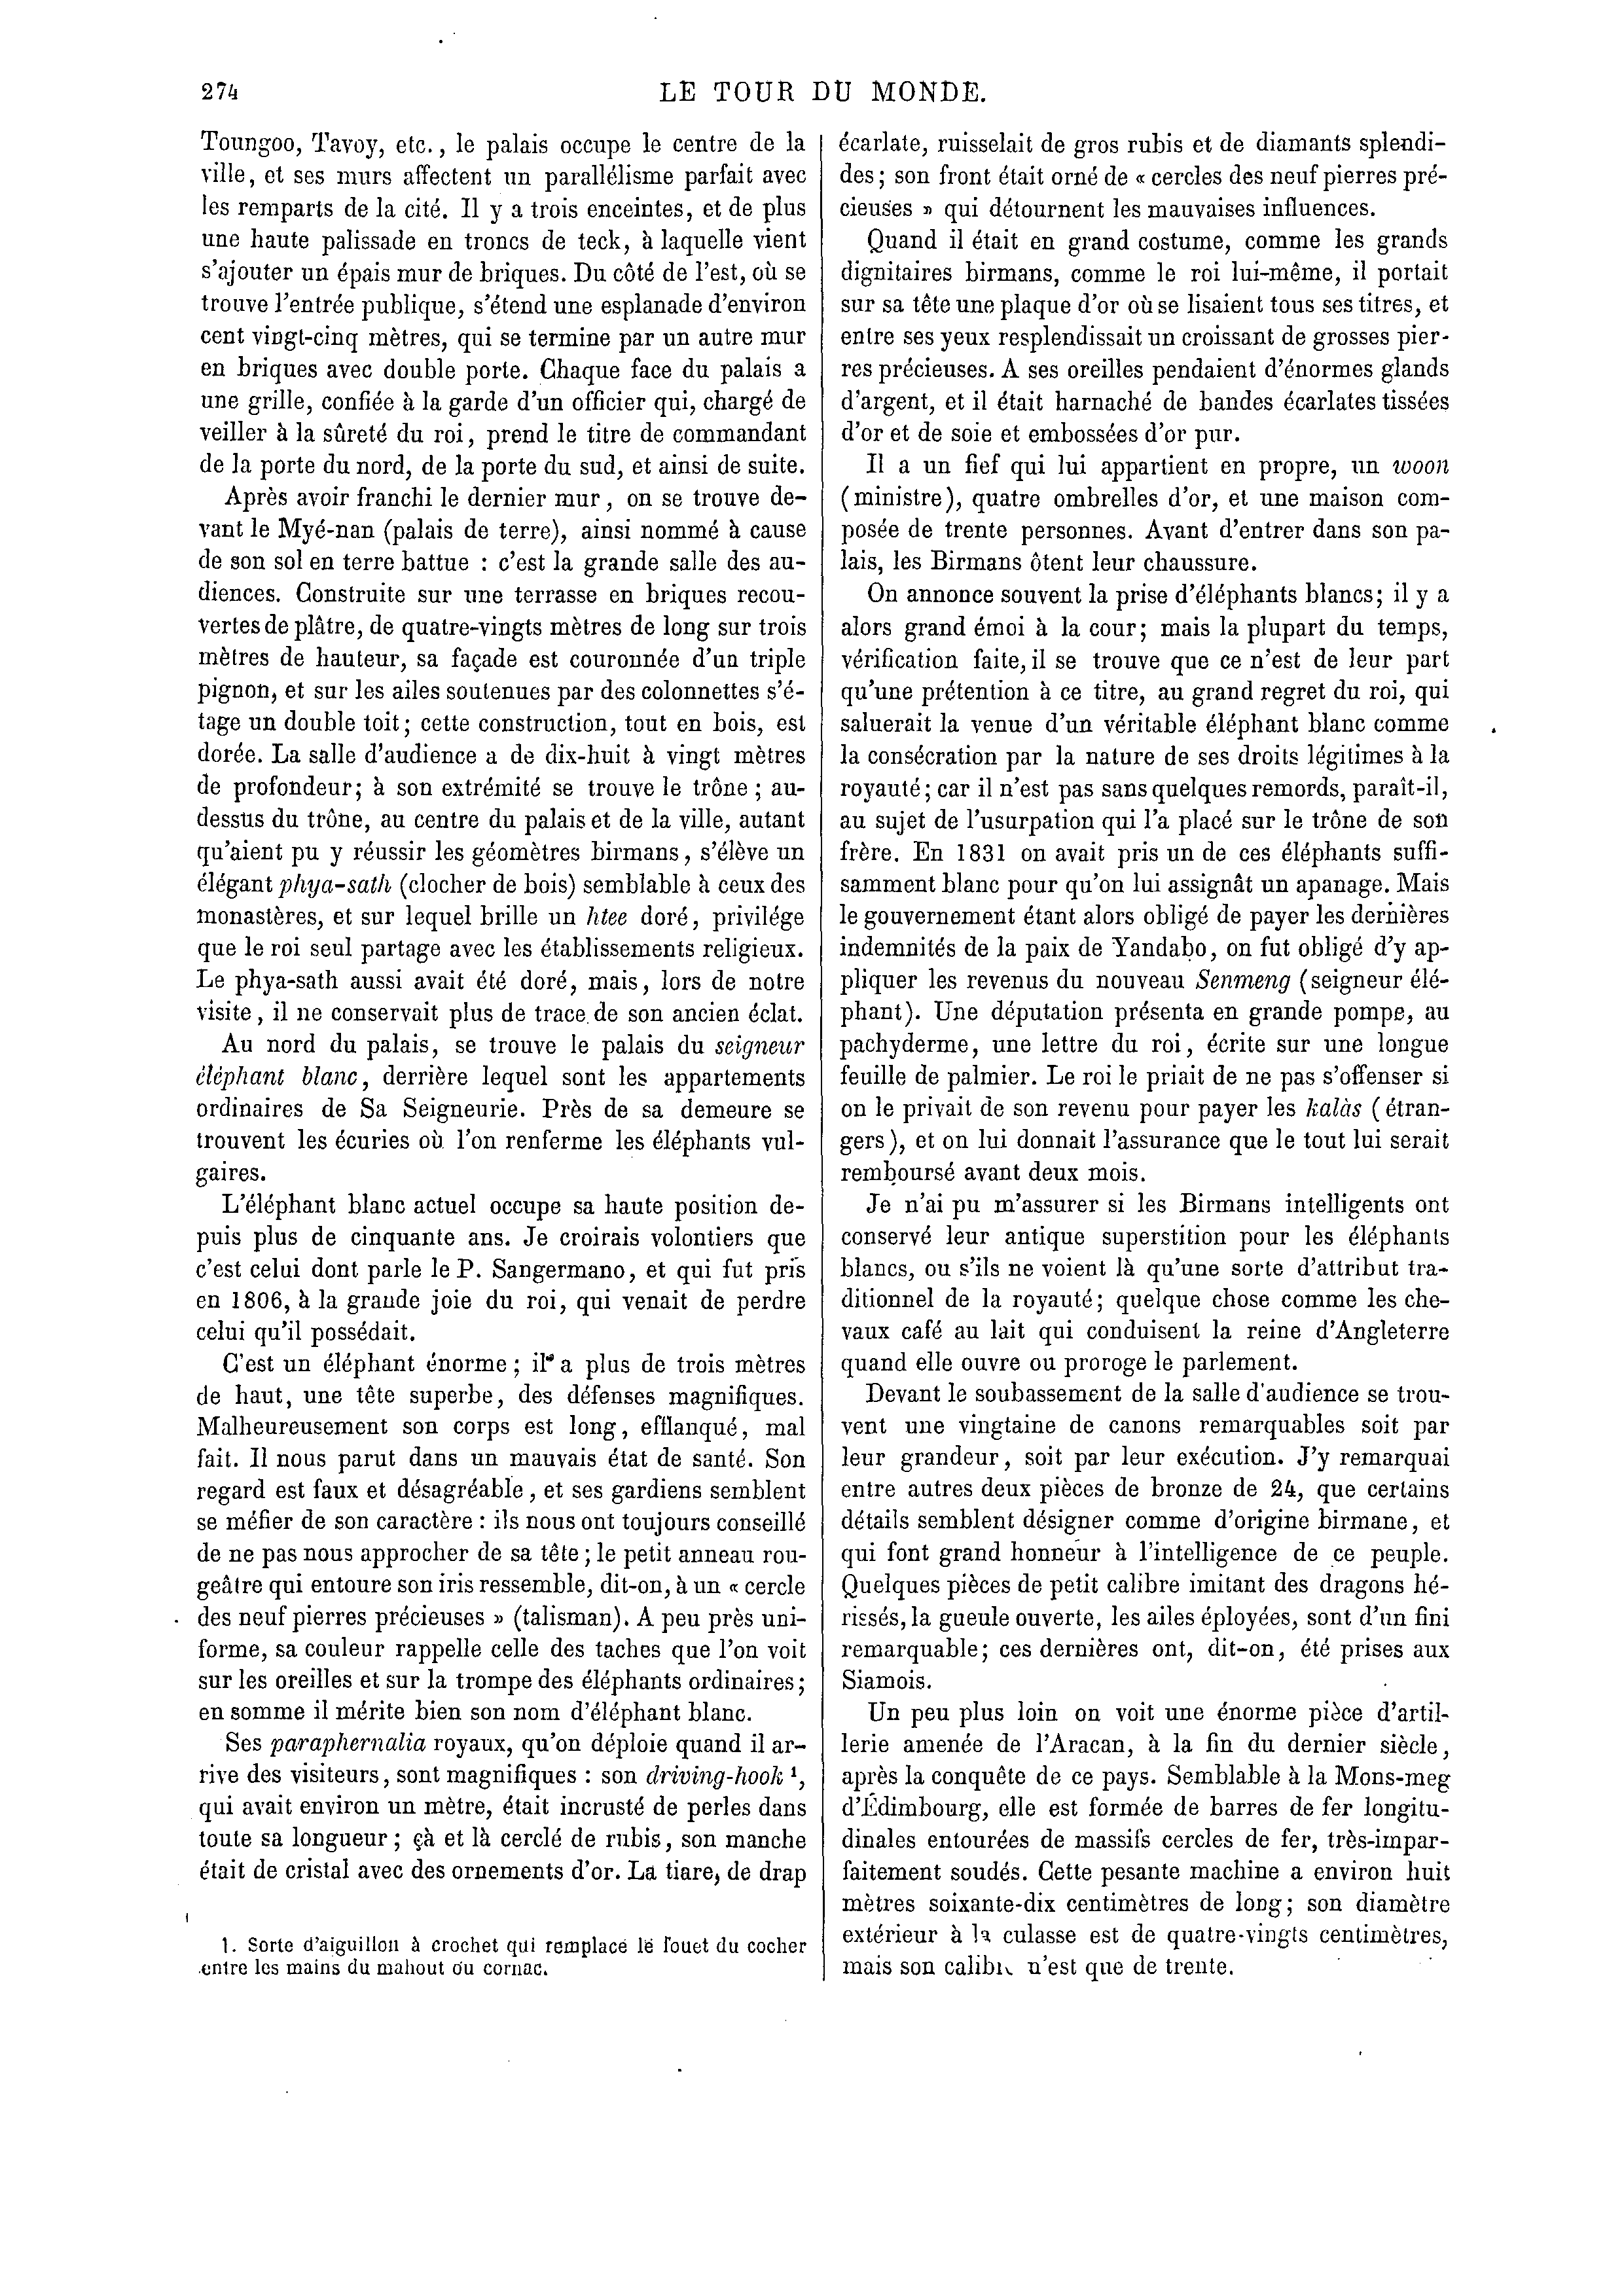 274
LE TOUR DU MONDE.
Toungoo, Tavoy, etc., le palais occupe le centre de la
ville, et ses murs affectent un parallélisme parfait avec
les remparts de la cité. Il y a trois enceintes, et de plus
une haute palissade en troncs de teck, à laquelle vient
s'ajouter un épais mur de briques. Du côté de l'est, où se
trouve l'entrée publique, s'étend une esplanade d'environ
cent vingt-cinq mètres, qui se termine par un autre mur
en briques avec double porte. Chaque face du palais a
une grille, confiée à la garde d'un officier qui, chargé de
veiller à la sûreté du roi, prend le titre de commandant
de la porte du nord, de la porte du sud, et ainsi de suite.
Après avoir franchi le dernier mur, on se trouve de-
vant le Myé-nan (palais de terre), ainsi nommé à cause
de son sol en terre battue : c'est la grande salle des au-
diences. Construite sur une terrasse en briques recou-
vertes de plâtre, de quatre-vingts mètres de long sur trois
mètres de hauteur, sa façade est couronnée d'un triple
pignon, et sur les ailes soutenues par des colonnettes s'é-
tage un double toit; cette construction, tout en bois, est
dorée. La salle d'audience a de dix-huit à vingt mètres
de profondeur; à son extrémité se trouve le trône; au-
dessus du trône, au centre du palais et de la ville, autant
qu'aient pu y réussir les géomètres birmans, s'élève un
élégant phya-sath (clocher de bois) semblable à ceux des
monastères, et sur lequel brille un htee doré, privilége
que le roi seul partage avec les établissements religieux.
Le phya-sath aussi avait été doré, mais, lors de notre
visite, il ne conservait plus de trace de son ancien éclat.
Au nord du palais, se trouve le palais du seigneur
éléphant blanc, derrière lequel sont les appartements
ordinaires de Sa Seigneurie. Près de sa demeure se
trouvent les écuries où l'on renferme les éléphants vul-
gaires.
L'éléphant blanc actuel occupe sa haute position de-
puis plus de cinquante ans. Je croirais volontiers que
c'est celui dont parle le P. Sangermano, et qui fut pris
en 1806, à la grande joie du roi, qui venait de perdre
celui qu'il possédait.
C'est un éléphant énorme; il a plus de trois mètres
de haut, une tête superbe, des défenses magnifiques.
Malheureusement son corps est long, efflanqué, mal
fait. Il nous parut dans un mauvais état de santé. Son
regard est faux et désagréable, et ses gardiens semblent
se méfier de son caractère : ils nous ont toujours conseillé
de ne pas nous approcher de sa tête; le petit anneau rou-
geâtre qui entoure son iris ressemble, dit-on, à un « cercle
des neuf pierres précieuses » (talisman). A peu près uni-
forme, sa couleur rappelle celle des taches que l'on voit
sur les oreilles et sur la trompe des éléphants ordinaires;
en somme il mérite bien son nom d'éléphant blanc.
Ses paraphernalia royaux, qu'on déploie quand il ar-
rive des visiteurs, sont magnifiques : son driving-hook ¹,
qui avait environ un mètre, était incrusté de perles dans
toute sa longueur; çà et là cerclé de rubis, son manche
était de cristal avec des ornements d'or. La tiare, de drap
1. Sorte d'aiguillon à crochet qui remplace le fouet du cocher
entre les mains du mahout ou cornac.
écarlate, ruisselait de gros rubis et de diamants splendi-
des; son front était orné de « cercles des neuf pierres pré-
cieuses » qui détournent les mauvaises influences.
Quand il était en grand costume, comme les grands
dignitaires birmans, comme le roi lui-même, il portait
sur sa tête une plaque d'or où se lisaient tous ses titres, et
entre ses yeux resplendissait un croissant de grosses pier-
res précieuses. A ses oreilles pendaient d'énormes glands
d'argent, et il était harnaché de bandes écarlates tissées
d'or et de soie et embossées d'or pur.
Il a un fief qui lui appartient en propre, un woon
(ministre), quatre ombrelles d'or, et une maison com-
posée de trente personnes. Avant d'entrer dans son pa-
lais, les Birmans ôtent leur chaussure.
On annonce souvent la prise d'éléphants blancs; il y a
alors grand émoi à la cour; mais la plupart du temps,
vérification faite, il se trouve que ce n'est de leur part
qu'une prétention à ce titre, au grand regret du roi, qui
saluerait la venue d'un véritable éléphant blanc comme
la consécration par la nature de ses droits légitimes à la
royauté; car il n'est pas sans quelques remords, paraît-il,
au sujet de l'usurpation qui l'a placé sur le trône de son
frère. En 1831 on avait pris un de ces éléphants suffi-
samment blanc pour qu'on lui assignât un apanage. Mais
le gouvernement étant alors obligé de payer les dernières
indemnités de la paix de Yandabo, on fut obligé d'y ap-
pliquer les revenus du nouveau Senmeng (seigneur élé-
phant). Une députation présenta en grande pompe, au
pachyderme, une lettre du roi, écrite sur une longue
feuille de palmier. Le roi le priait de ne pas s'offenser si
on le privait de son revenu pour payer les kalàs (étran-
gers), et on lui donnait l'assurance que le tout lui serait
remboursé avant deux mois.
Je n'ai pu m'assurer si les Birmans intelligents ont
conservé leur antique superstition pour les éléphants
blancs, ou s'ils ne voient là qu'une sorte d'attribut tra-
ditionnel de la royauté; quelque chose comme les che-
vaux café au lait qui conduisent la reine d'Angleterre
quand elle ouvre ou proroge le parlement.
Devant le soubassement de la salle d'audience se trou-
vent une vingtaine de canons remarquables soit par
leur grandeur, soit par leur exécution. J'y remarquai
entre autres deux pièces de bronze de 24, que certains
détails semblent désigner comme d'origine birmane, et
qui font grand honneur à l'intelligence de ce peuple.
Quelques pièces de petit calibre imitant des dragons hé-
rissés, la gueule ouverte, les ailes éployées, sont d'un fini
remarquable; ces dernières ont, dit-on, été prises aux
Siamois.
Un peu plus loin on voit une énorme pièce d'artil-
lerie amenée de l'Aracan, à la fin du dernier siècle,
après la conquête de ce pays. Semblable à la Mons-meg
d'Édimbourg, elle est formée de barres de fer longitu-
dinales entourées de massifs cercles de fer, très-impar-
faitement soudés. Cette pesante machine a environ huit
mètres soixante-dix centimètres de long; son diamètre
extérieur à la culasse est de quatre-vingts centimètres,
mais son calibre n'est que de trente.